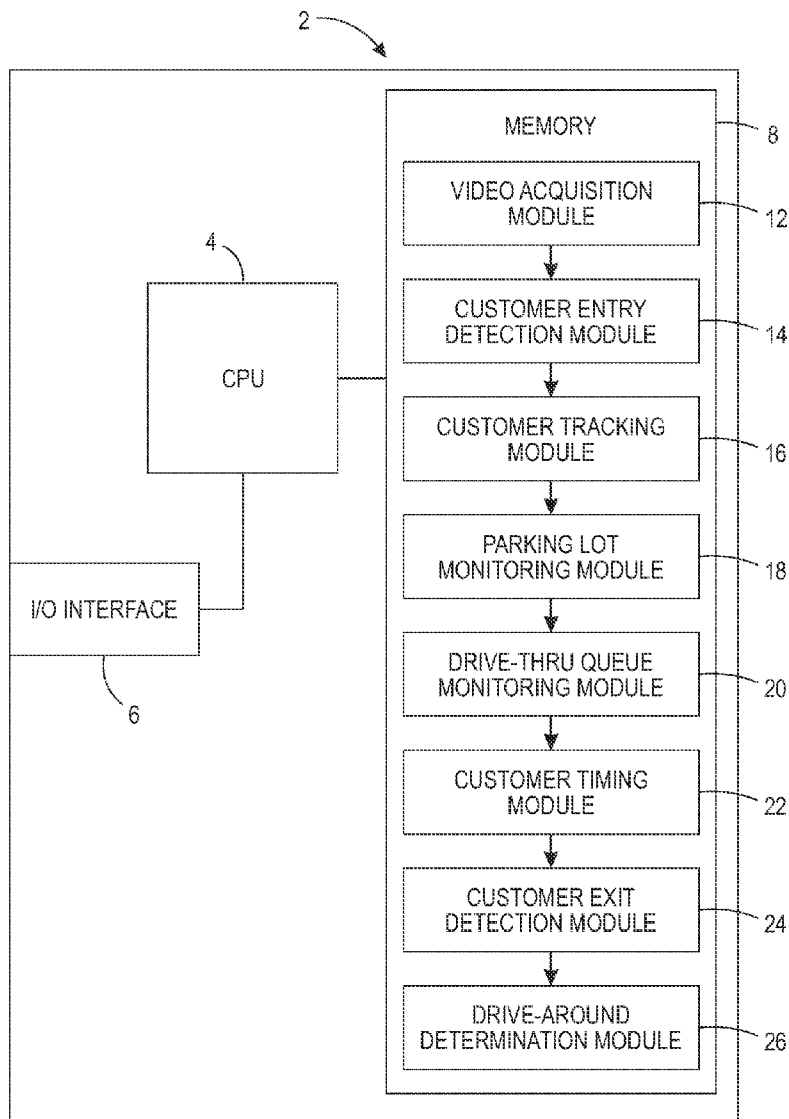 2
MEMORY
8
VIDEO ACQUISITION
MODULE
12
4
CUSTOMER ENTRY
DETECTION MODULE
14
CPU
CUSTOMER TRACKING
MODULE
16
PARKING LOT
MONITORING MODULE
18
I/O INTERFACE
6
DRIVE-THRU QUEUE
MONITORING MODULE
20
CUSTOMER TIMING
MODULE
22
CUSTOMER EXIT
DETECTION MODULE
24
DRIVE-AROUND
DETERMINATION MODULE
26